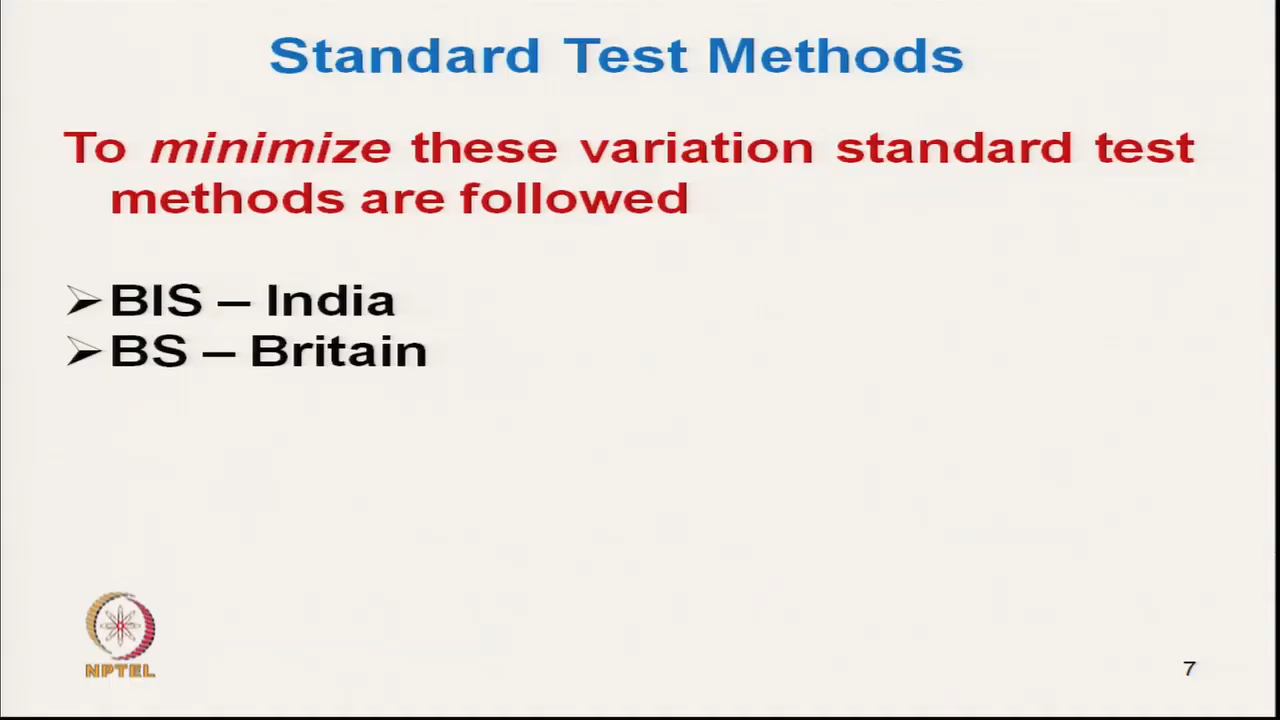 Standard Test Methods
To minimize these variation standard test
methods are followed
➢BIS – India
➢BS – Britain
NPTEL
7